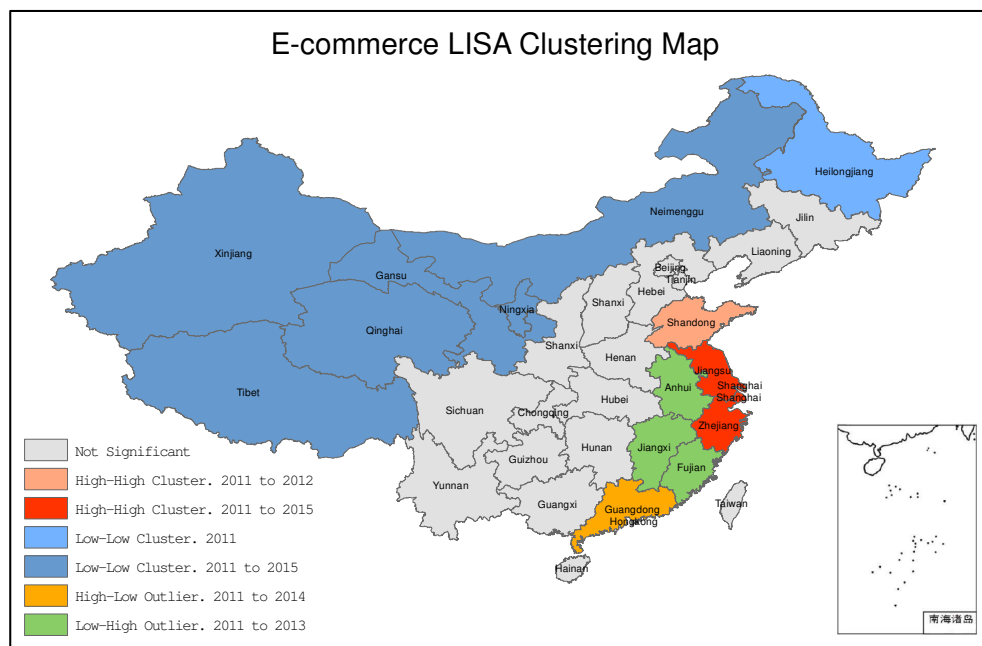 E-commerce LISA Clustering Map
Heilongjiang
Neimenggu
Jilin
Xinjiang
Liaoning
Gansu
Beijing
Tianjin
Hebei
Shanxi
Ningxia
Shandong
Qinghai
Shanxi
Henan
Jiangsu
Anhui
Shanghai
Shanghai
Tibet
Hubei
Sichuan
Chongqing
Zhejiang
Hunan
Jiangxi
Guizhou
Fujian
Yunnan
Guangxi
Guangdong
Hongkong
Taiwan
Hainan
Not Significant
High-High Cluster. 2011 to 2012
High-High Cluster. 2011 to 2015
Low-Low Cluster. 2011
Low-Low Cluster. 2011 to 2015
High-Low Outlier. 2011 to 2014
Low-High Outlier. 2011 to 2013
南海诸岛